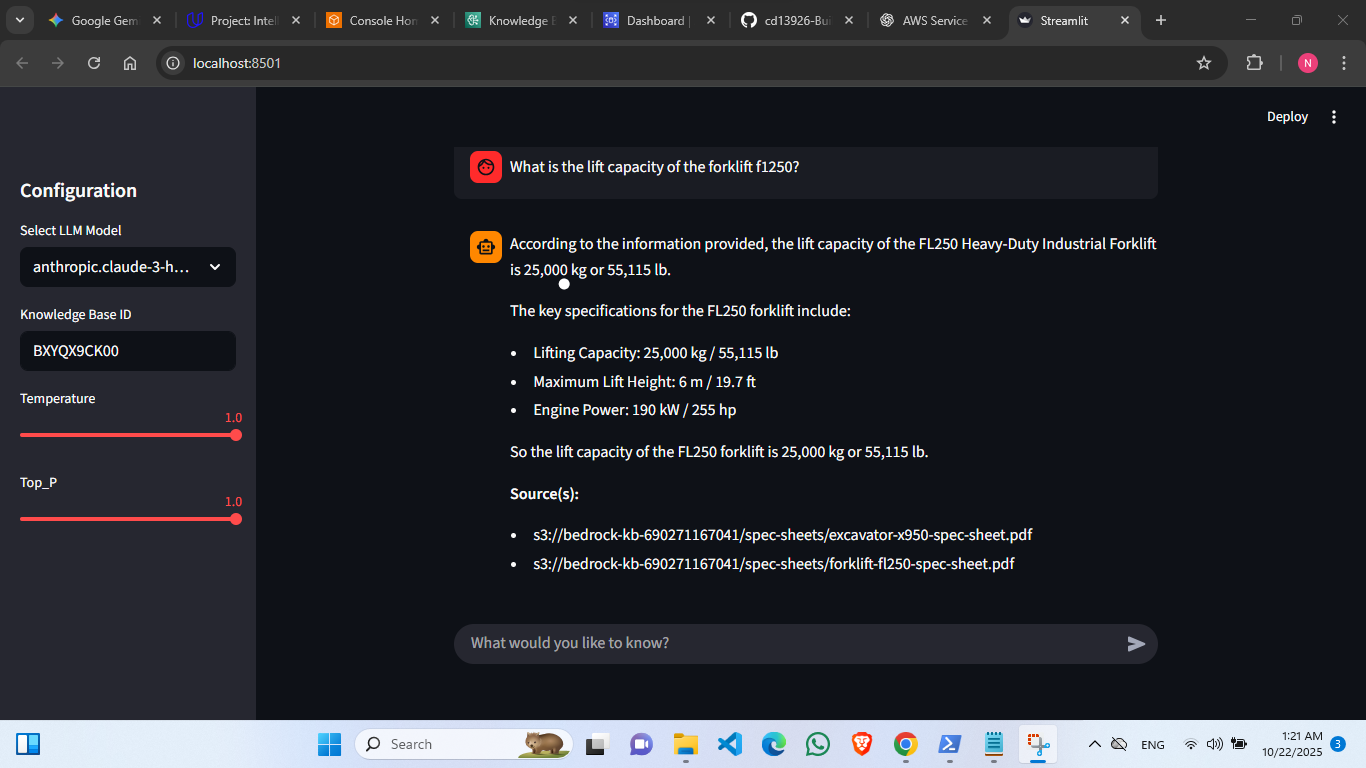 Google Gem
Project: Intell
Console Hom
Knowledge B
Dashboard |
cd13926-Bui
AWS Service
Streamlit
localhost:8501
N
Deploy
Configuration
Select LLM Model
anthropic.claude-3-h...
Knowledge Base ID
BXYQX9CK00
Temperature
1.0
Top_P
1.0
What is the lift capacity of the forklift f1250?
According to the information provided, the lift capacity of the FL250 Heavy-Duty Industrial Forklift
is 25,000 kg or 55,115 lb.
The key specifications for the FL250 forklift include:
Lifting Capacity: 25,000 kg / 55,115 lb
Maximum Lift Height: 6 m / 19.7 ft
Engine Power: 190 kW / 255 hp
So the lift capacity of the FL250 forklift is 25,000 kg or 55,115 lb.
Source(s):
s3://bedrock-kb-690271167041/spec-sheets/excavator-x950-spec-sheet.pdf
s3://bedrock-kb-690271167041/spec-sheets/forklift-fl250-spec-sheet.pdf
What would you like to know?
Search
ENG
1:21 AM
10/22/2025
3